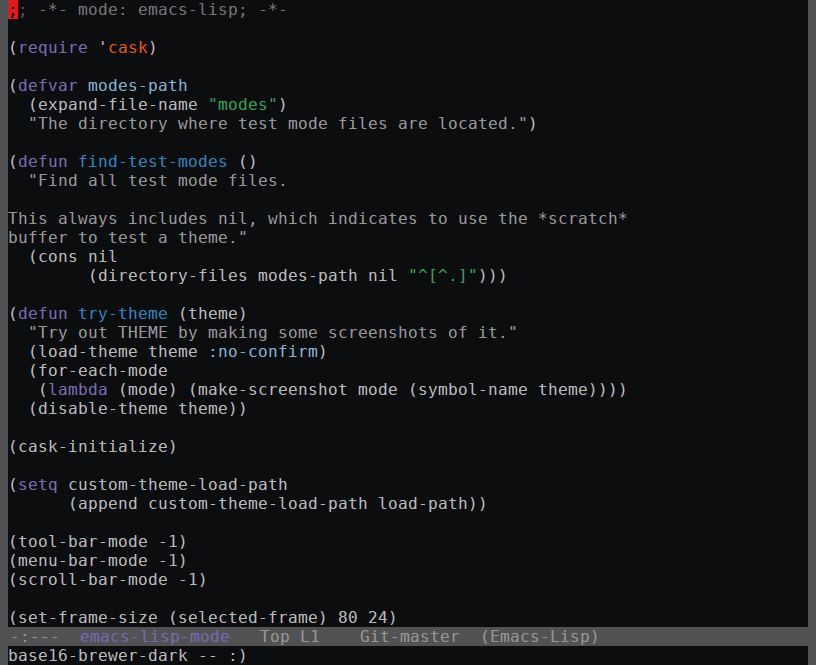 ;; -*- mode: emacs-lisp; -*-
(require 'cask)
(defvar modes-path
  (expand-file-name "modes")
  "The directory where test mode files are located.")
(defun find-test-modes ()
  "Find all test mode files.
This always includes nil, which indicates to use the *scratch*
buffer to test a theme."
  (cons nil
        (directory-files modes-path nil "^[^.]")))
(defun try-theme (theme)
  "Try out THEME by making some screenshots of it."
  (load-theme theme :no-confirm)
  (for-each-mode
   (lambda (mode) (make-screenshot mode (symbol-name theme))))
  (disable-theme theme))
(cask-initialize)
(setq custom-theme-load-path
      (append custom-theme-load-path load-path))
(tool-bar-mode -1)
(menu-bar-mode -1)
(scroll-bar-mode -1)
(set-frame-size (selected-frame) 80 24)
-:---  emacs-lisp-mode   Top L1    Git-master  (Emacs-Lisp)
base16-brewer-dark -- :)